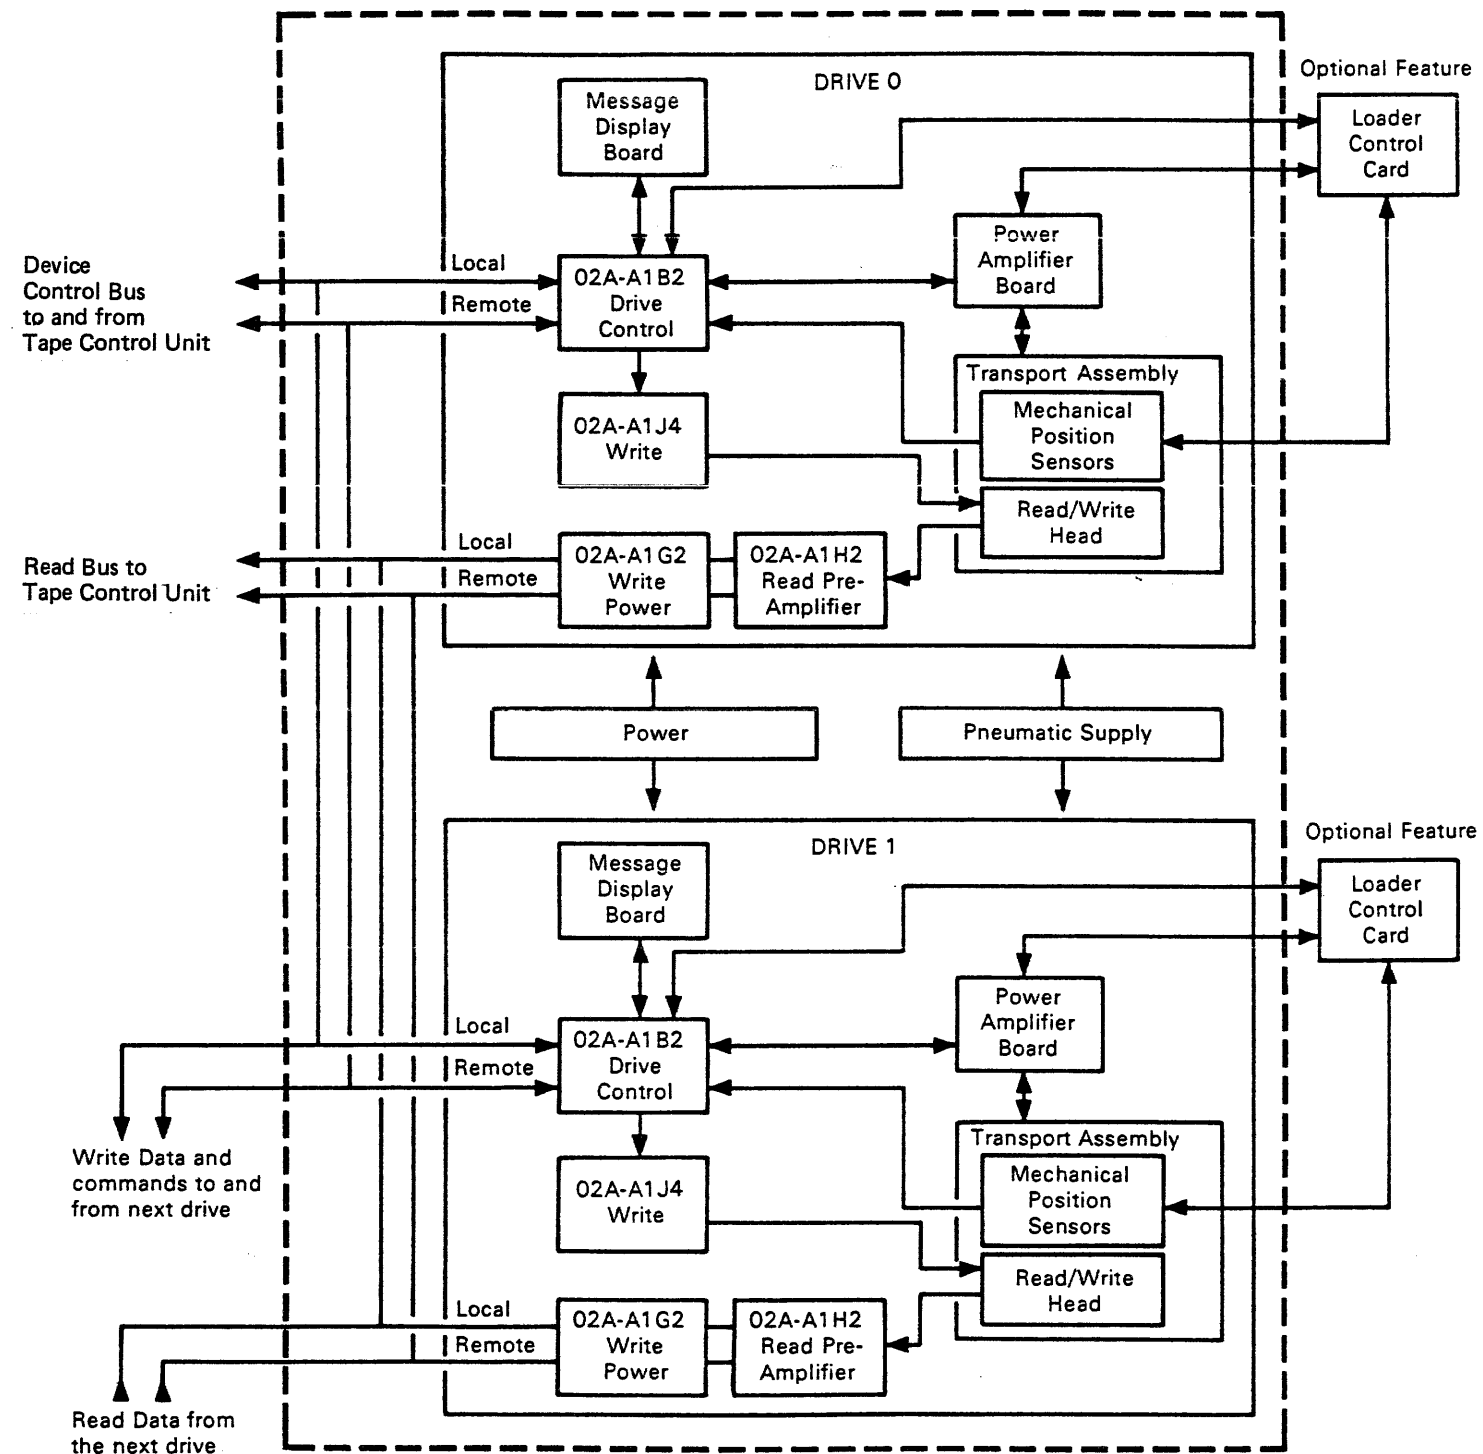 DRIVE 0
Optional Feature
Message
Display
Board
Loader
Control
Card
Power
Amplifier
Board
Device
Control Bus
to and from
Tape Control Unit
Local
Remote
02A-A1B2
Drive
Control
Transport Assembly
Mechanical
Position
Sensors
02A-A1J4
Write
Read/Write
Head
Read Bus to
Tape Control Unit
Local
Remote
02A-A1G2
Write
Power
02A-A1H2
Read Pre-
Amplifier
Power
Pneumatic Supply
DRIVE 1
Optional Feature
Message
Display
Board
Loader
Control
Card
Power
Amplifier
Board
Local
Remote
02A-A1B2
Drive
Control
Write Data and
commands to and
from next drive
Transport Assembly
Mechanical
Position
Sensors
02A-A1J4
Write
Read/Write
Head
Local
Remote
02A-A1G2
Write
Power
02A-A1H2
Read Pre-
Amplifier
Read Data from
the next drive